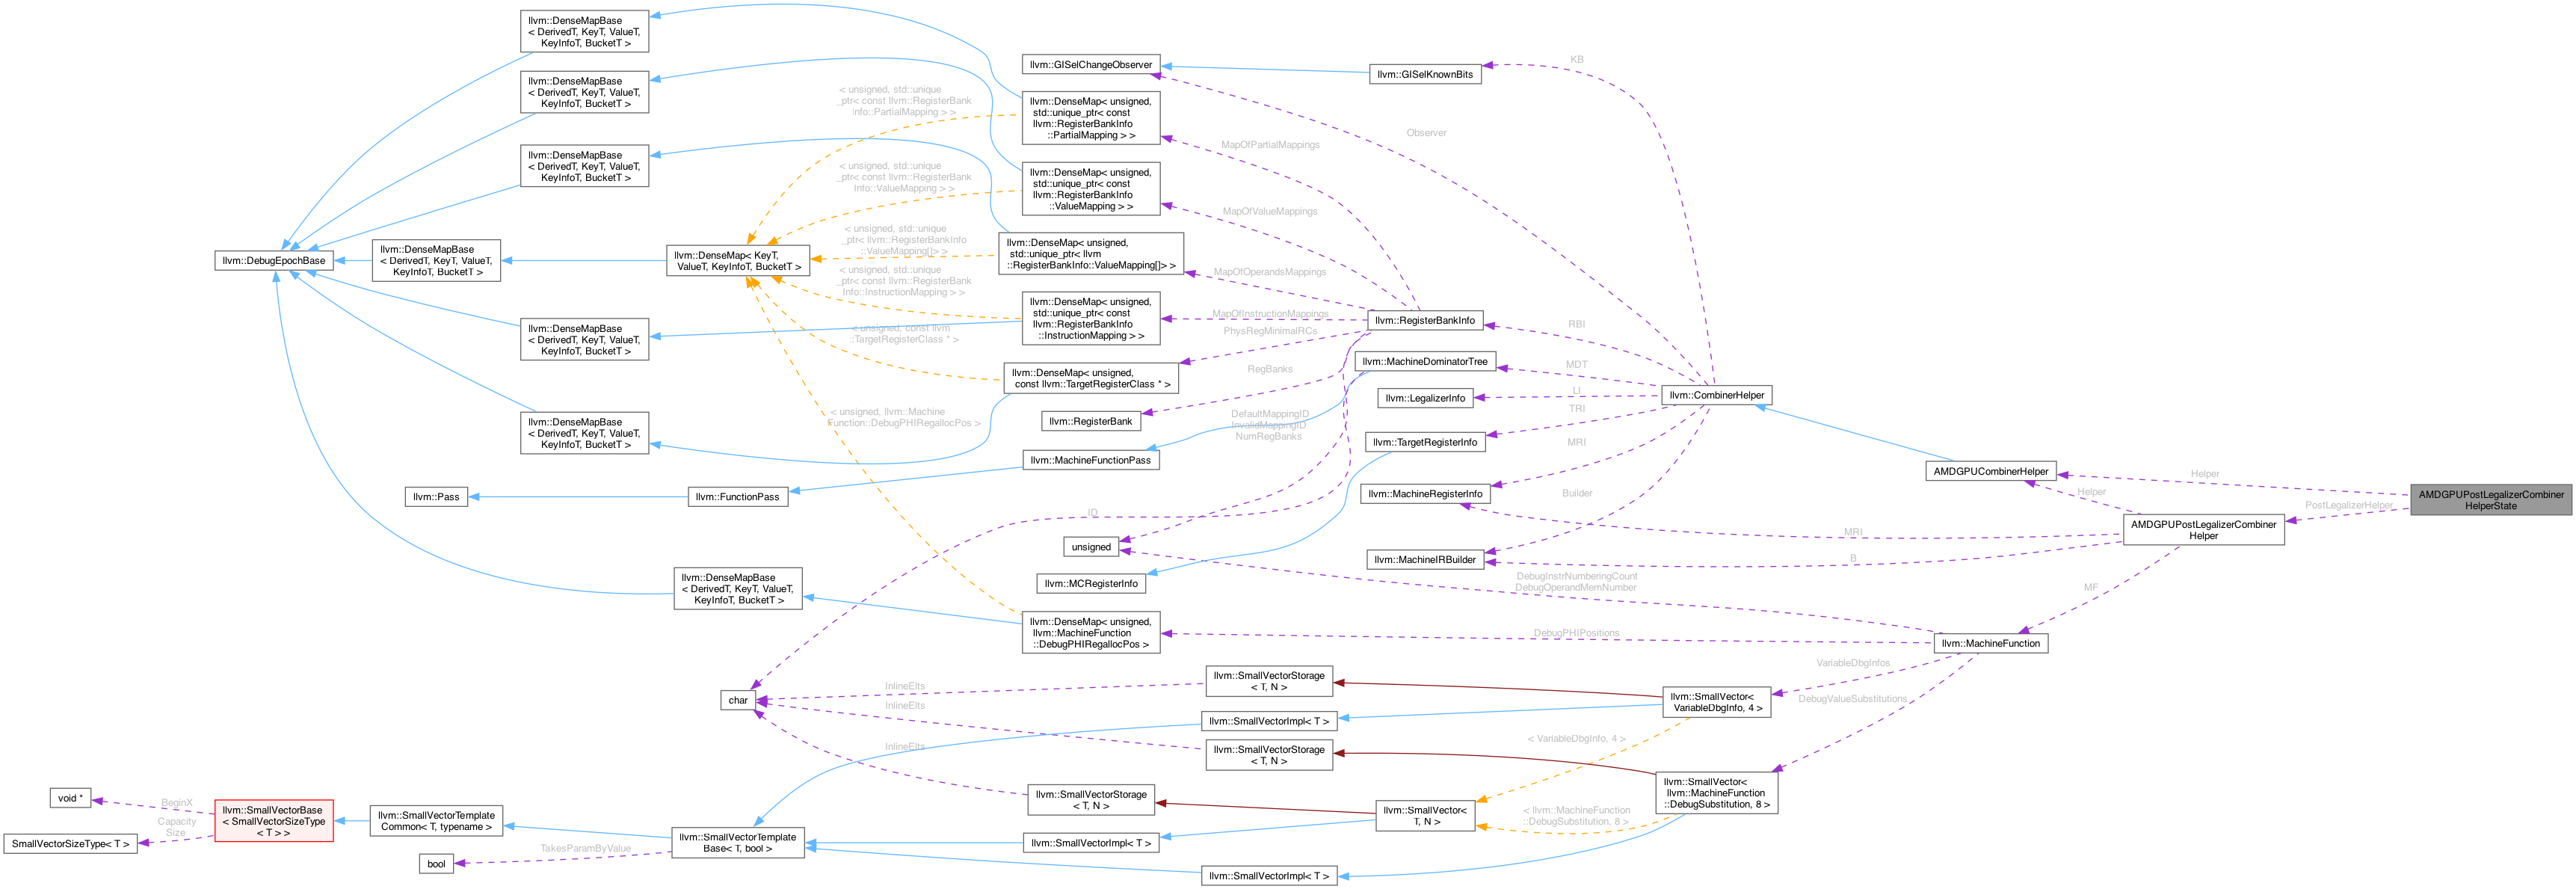 llvm::DenseMapBase
< DerivedT, KeyT, ValueT,
KeyInfoT, BucketT >
llvm::DenseMapBase
< DerivedT, KeyT, ValueT,
KeyInfoT, BucketT >
llvm::DenseMapBase
< DerivedT, KeyT, ValueT,
KeyInfoT, BucketT >
llvm::DebugEpochBase
llvm::DenseMapBase
< DerivedT, KeyT, ValueT,
KeyInfoT, BucketT >
llvm::DenseMapBase
< DerivedT, KeyT, ValueT,
KeyInfoT, BucketT >
llvm::DenseMapBase
< DerivedT, KeyT, ValueT,
KeyInfoT, BucketT >
llvm::Pass
llvm::FunctionPass
llvm::DenseMapBase
< DerivedT, KeyT, ValueT,
KeyInfoT, BucketT >
llvm::DenseMap< KeyT,
ValueT, KeyInfoT, BucketT >
< unsigned, std::unique
_ptr< const llvm::RegisterBank
Info::PartialMapping > >
< unsigned, std::unique
_ptr< const llvm::RegisterBank
Info::ValueMapping > >
< unsigned, std::unique
_ptr< llvm::RegisterBankInfo
::ValueMapping[]> >
< unsigned, std::unique
_ptr< const llvm::RegisterBank
Info::InstructionMapping > >
< unsigned, const llvm
::TargetRegisterClass * >
< unsigned, llvm::Machine
Function::DebugPHIRegallocPos >
llvm::GISelChangeObserver
llvm::DenseMap< unsigned,
std::unique_ptr< const
llvm::RegisterBankInfo
::PartialMapping > >
llvm::DenseMap< unsigned,
std::unique_ptr< const
llvm::RegisterBankInfo
::ValueMapping > >
llvm::DenseMap< unsigned,
std::unique_ptr< llvm
::RegisterBankInfo::ValueMapping[]> >
llvm::DenseMap< unsigned,
std::unique_ptr< const
llvm::RegisterBankInfo
::InstructionMapping > >
llvm::DenseMap< unsigned,
const llvm::TargetRegisterClass * >
llvm::RegisterBank
llvm::MachineFunctionPass
ID
unsigned
llvm::MCRegisterInfo
llvm::DenseMap< unsigned,
llvm::MachineFunction
::DebugPHIRegallocPos >
MapOfPartialMappings
MapOfValueMappings
MapOfOperandsMappings
MapOfInstructionMappings
PhysRegMinimalRCs
RegBanks
DefaultMappingID
InvalidMappingID
NumRegBanks
llvm::GISelKnownBits
Observer
llvm::RegisterBankInfo
llvm::MachineDominatorTree
llvm::LegalizerInfo
llvm::TargetRegisterInfo
llvm::MachineRegisterInfo
llvm::MachineIRBuilder
KB
RBI
MDT
LI
TRI
MRI
Builder
llvm::CombinerHelper
AMDGPUCombinerHelper
Helper
Helper
PostLegalizerHelper
AMDGPUPostLegalizerCombiner
HelperState
AMDGPUPostLegalizerCombiner
Helper
MRI
B
MF
DebugInstrNumberingCount
DebugOperandMemNumber
DebugPHIPositions
llvm::MachineFunction
VariableDbgInfos
DebugValueSubstitutions
char
InlineElts
InlineElts
InlineElts
llvm::SmallVectorStorage
< T, N >
llvm::SmallVectorImpl< T >
llvm::SmallVectorStorage
< T, N >
llvm::SmallVector<
VariableDbgInfo, 4 >
< VariableDbgInfo, 4 >
llvm::SmallVector<
llvm::MachineFunction
::DebugSubstitution, 8 >
< llvm::MachineFunction
::DebugSubstitution, 8 >
llvm::SmallVectorStorage
< T, N >
llvm::SmallVector<
T, N >
llvm::SmallVectorImpl< T >
llvm::SmallVectorImpl< T >
void *
SmallVectorSizeType< T >
BeginX
Capacity
Size
llvm::SmallVectorBase
< SmallVectorSizeType
< T > >
llvm::SmallVectorTemplate
Common< T, typename >
bool
TakesParamByValue
llvm::SmallVectorTemplate
Base< T, bool >